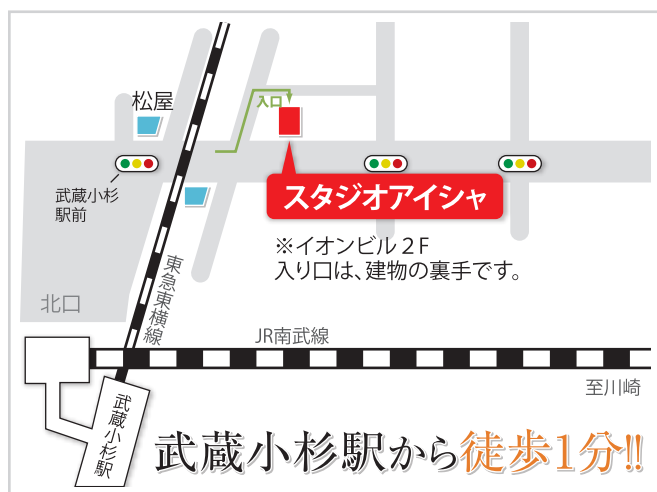 松屋
入口
武蔵小杉
駅前
スタジオアイシャ
※イオンビル2F
入り口は、建物の裏手です。
東急東横線
北口
JR南武線
至川崎
武蔵小杉駅
武蔵小杉駅から徒歩1分!!